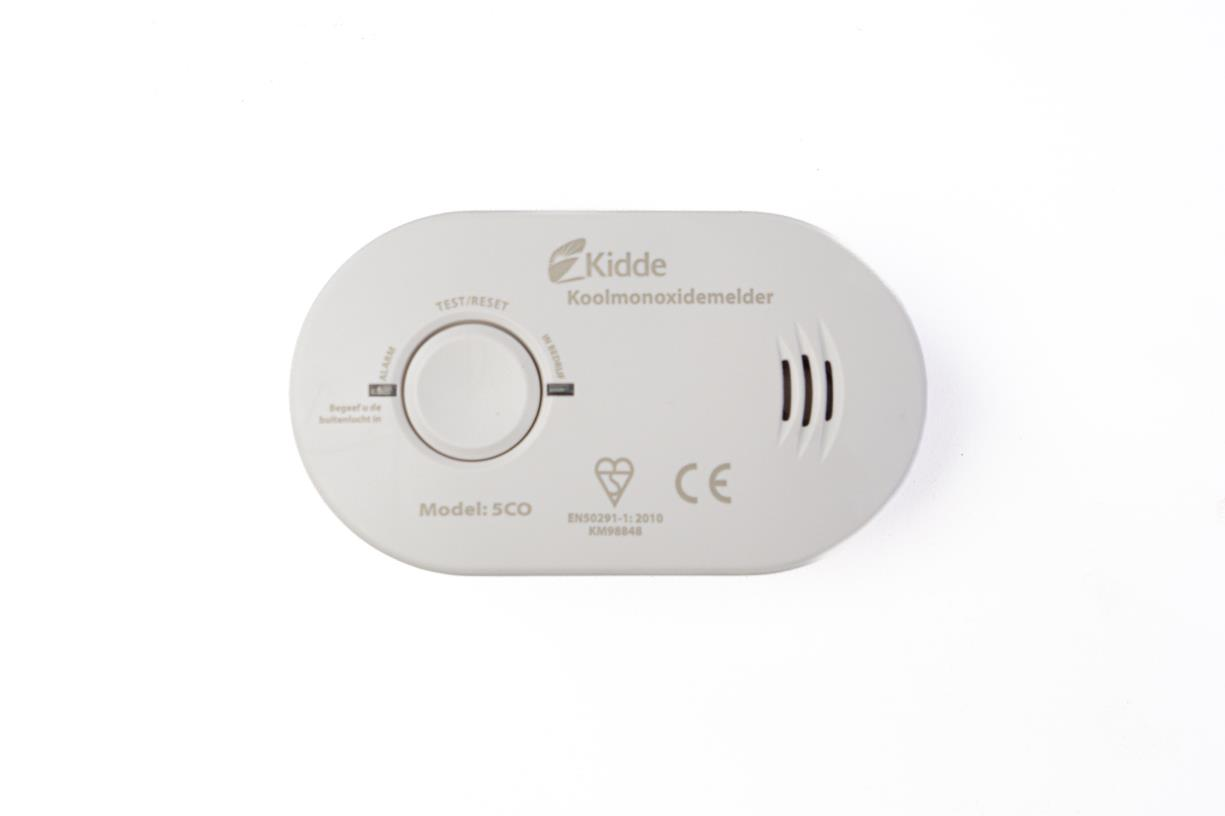 Kidde
Koolmonoxidemelder
TEST/RESET
ALARM
IN BEDRIJF
Begeef u de
buitenlucht in
Model: 5CO
EN50291-1: 2010
KM98848
CE